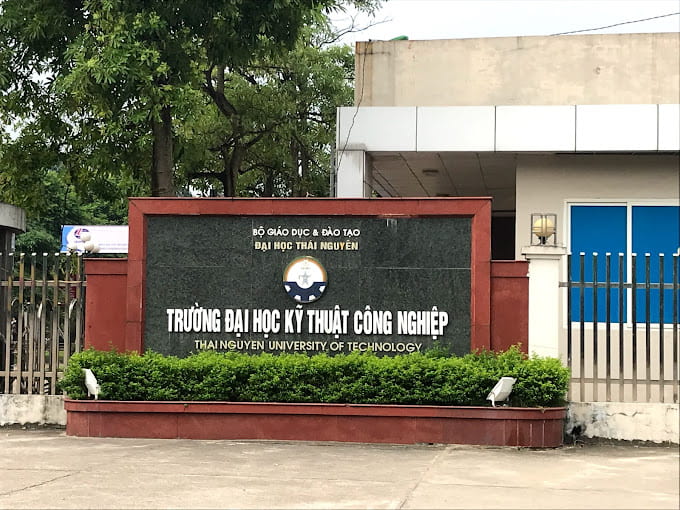 BỘ GIÁO DỤC & ĐÀO TẠO
ĐẠI HỌC THÁI NGUYÊN
TRƯỜNG ĐẠI HỌC KỸ THUẬT CÔNG NGHIỆP
THAI NGUYEN UNIVERSITY OF TECHNOLOGY